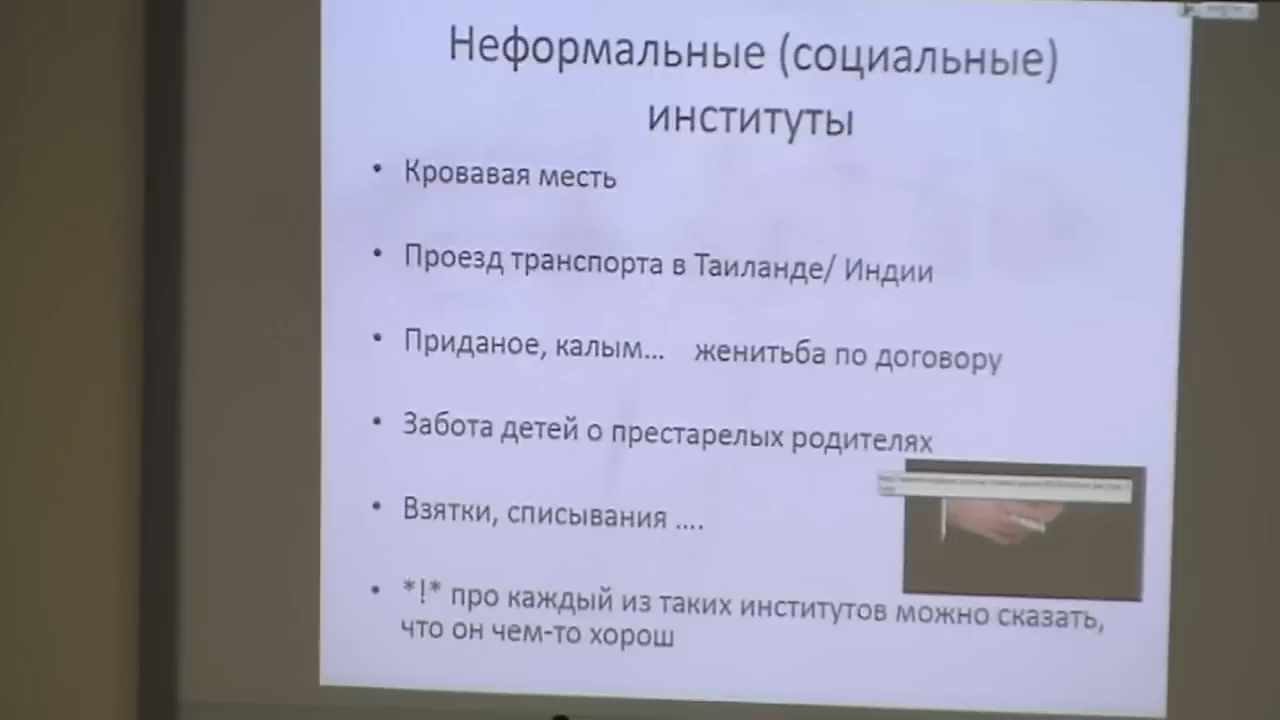 Неформальные (социальные)
институты
• Кровавая месть
• Проезд транспорта в Таиланде/ Индии
• Приданое, калым... женитьба по договору
• Забота детей о престарелых родителях
• Взятки, списывания ....
• *!* про каждый из таких институтов можно сказать,
что он чем-то хорош